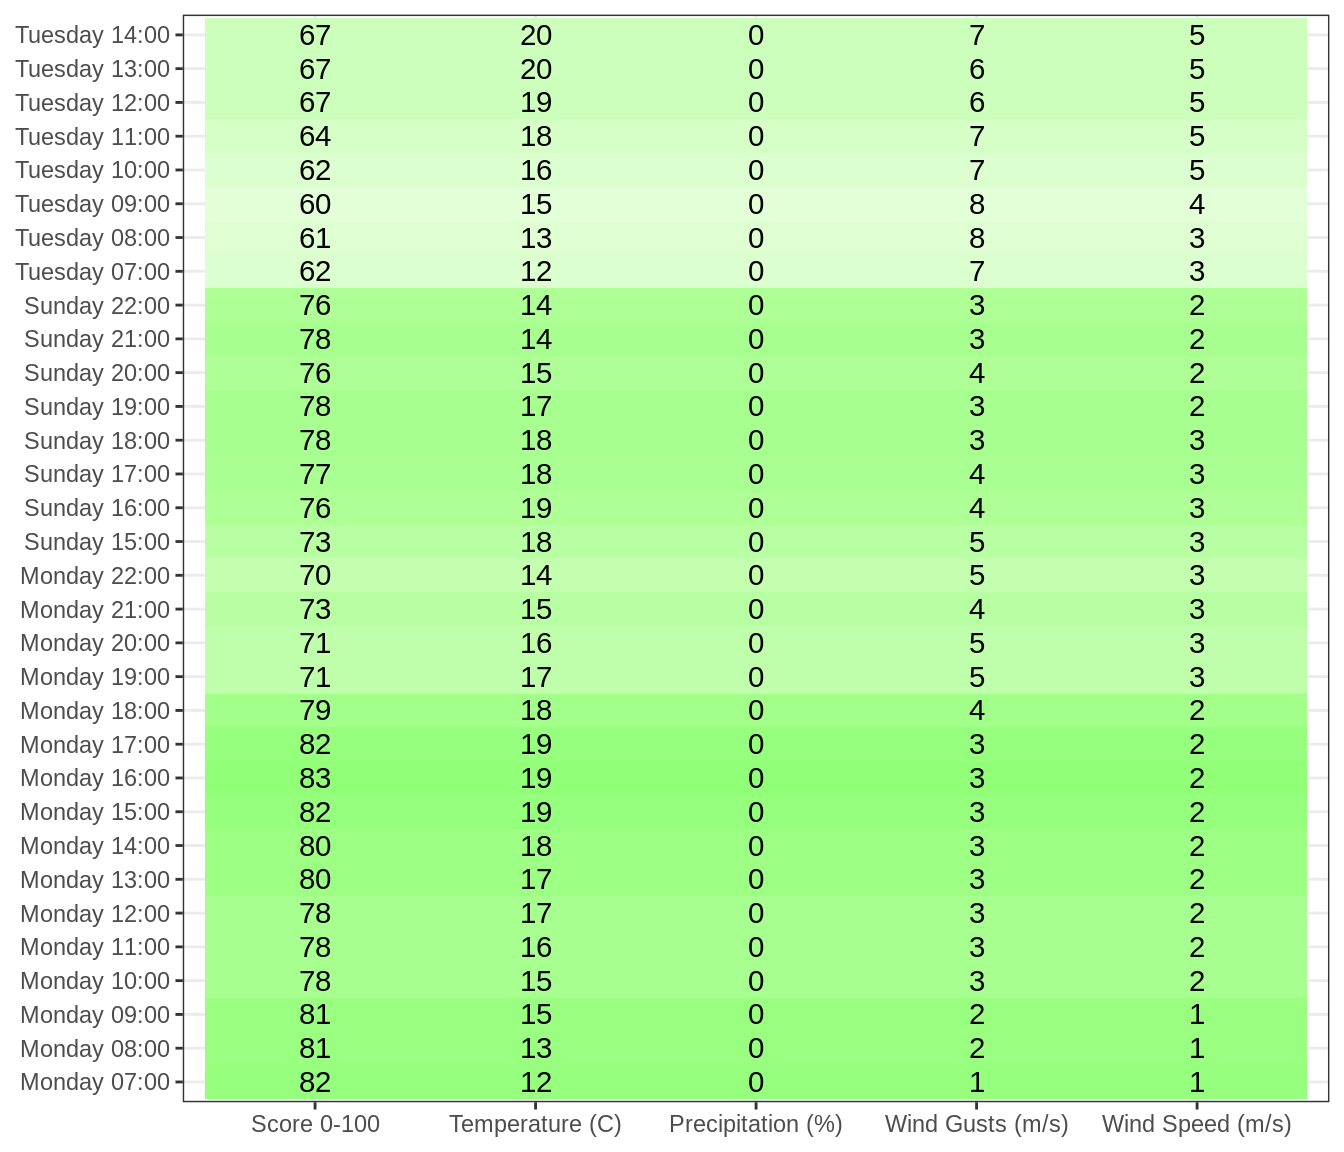 Tuesday 14:00 67 20 0 7 5
Tuesday 13:00 67 20 0 6 5
Tuesday 12:00 67 19 0 6 5
Tuesday 11:00 64 18 0 7 5
Tuesday 10:00 62 16 0 7 5
Tuesday 09:00 60 15 0 8 4
Tuesday 08:00 61 13 0 8 3
Tuesday 07:00 62 12 0 7 3
Sunday 22:00 76 14 0 3 2
Sunday 21:00 78 14 0 3 2
Sunday 20:00 76 15 0 4 2
Sunday 19:00 78 17 0 3 2
Sunday 18:00 78 18 0 3 3
Sunday 17:00 77 18 0 4 3
Sunday 16:00 76 19 0 4 3
Sunday 15:00 73 18 0 5 3
Monday 22:00 70 14 0 5 3
Monday 21:00 73 15 0 4 3
Monday 20:00 71 16 0 5 3
Monday 19:00 71 17 0 5 3
Monday 18:00 79 18 0 4 2
Monday 17:00 82 19 0 3 2
Monday 16:00 83 19 0 3 2
Monday 15:00 82 19 0 3 2
Monday 14:00 80 18 0 3 2
Monday 13:00 80 17 0 3 2
Monday 12:00 78 17 0 3 2
Monday 11:00 78 16 0 3 2
Monday 10:00 78 15 0 3 2
Monday 09:00 81 15 0 2 1
Monday 08:00 81 13 0 2 1
Monday 07:00 82 12 0 1 1
Score 0-100 Temperature (C) Precipitation (%) Wind Gusts (m/s) Wind Speed (m/s)